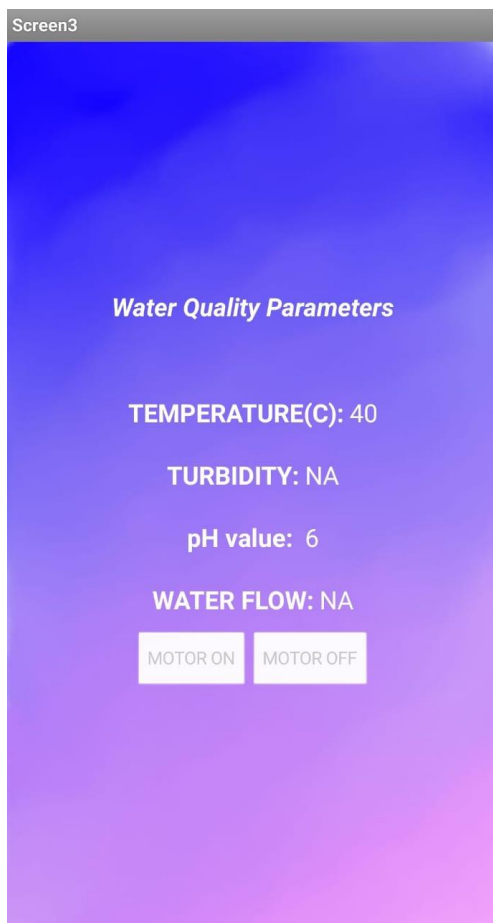 Screen3
Water Quality Parameters
TEMPERATURE(C): 40
TURBIDITY: NA
pH value: 6
WATER FLOW: NA
MOTOR ON MOTOR OFF